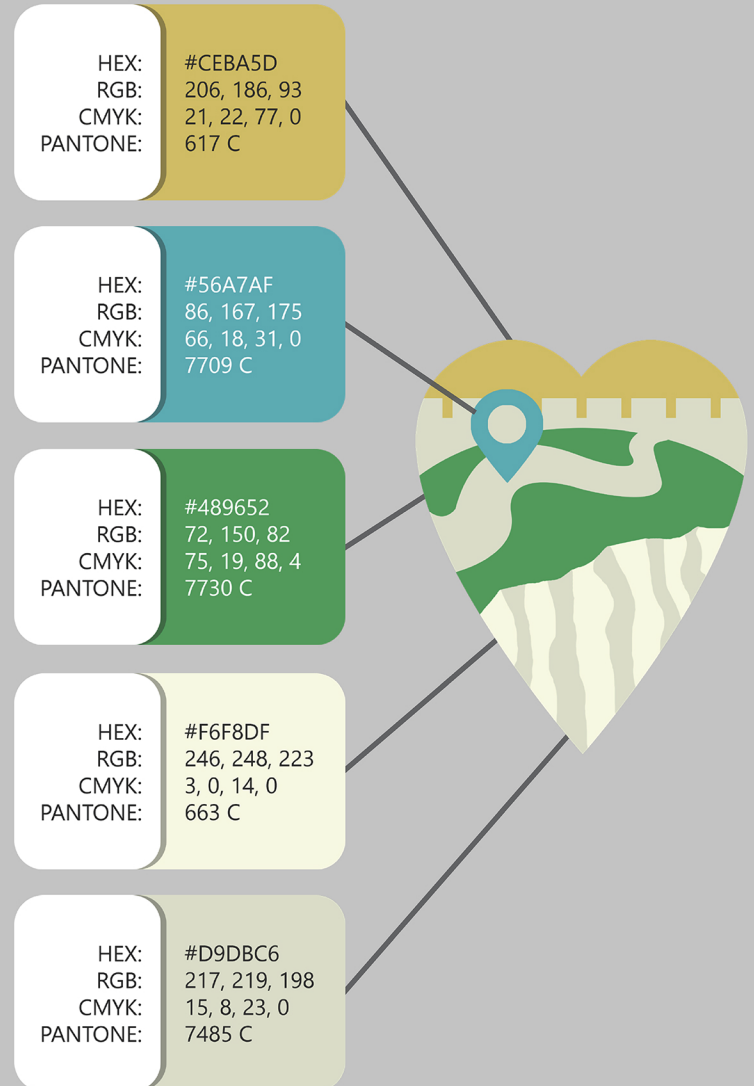 HEX: #CEBA5D
RGB: 206, 186, 93
CMYK: 21, 22, 77, 0
PANTONE: 617 C
HEX: #56A7AF
RGB: 86, 167, 175
CMYK: 66, 18, 31, 0
PANTONE: 7709 C
HEX: #489652
RGB: 72, 150, 82
CMYK: 75, 19, 88, 4
PANTONE: 7730 C
HEX: #F6F8DF
RGB: 246, 248, 223
CMYK: 3, 0, 14, 0
PANTONE: 663 C
HEX: #D9DBC6
RGB: 217, 219, 198
CMYK: 15, 8, 23, 0
PANTONE: 7485 C